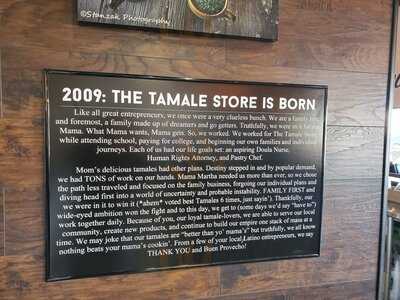 ©Stanzak Photography
2009: THE TAMALE STORE IS BORN
Like all great entrepreneurs, we once were a very clueless bunch. We are a family first
and foremost, a family made up of dreamers and go getters. Truthfully, we were in it for
Mama. What Mama wants, Mama gets. So, we worked. We worked for The Tamale Store
while attending school, paying for college, and beginning our own families and individual
journeys. Each of us had our life goals set: an aspiring Doula Nurse,
Human Rights Attorney, and Pastry Chef.
Mom's delicious tamales had other plans. Destiny stepped in and by popular demand,
we had TONS of work on our hands. Mama Martha needed us more than ever, so we chose
the path less traveled and focused on the family business, forgoing our individual plans and
diving head first into a world of uncertainty and probable instability. FAMILY FIRST and
we were in it to win it (*ahem* voted best Tamales 6 times, just sayin'). Thankfully, our
wide-eyed ambition won the fight and to this day, we get to (some days we'd say "have to")
work together daily. Because of you, our loyal tamale-lovers, we are able to serve our local
community, create new products, and continue to build our empire one stack of masa at a
time. We may joke that our tamales are "better than yo' mama's" but truthfully, we all know
nothing beats your mama's cookin'. From a few of your local Latino entrepreneurs, we say
THANK YOU and Buen Provecho!